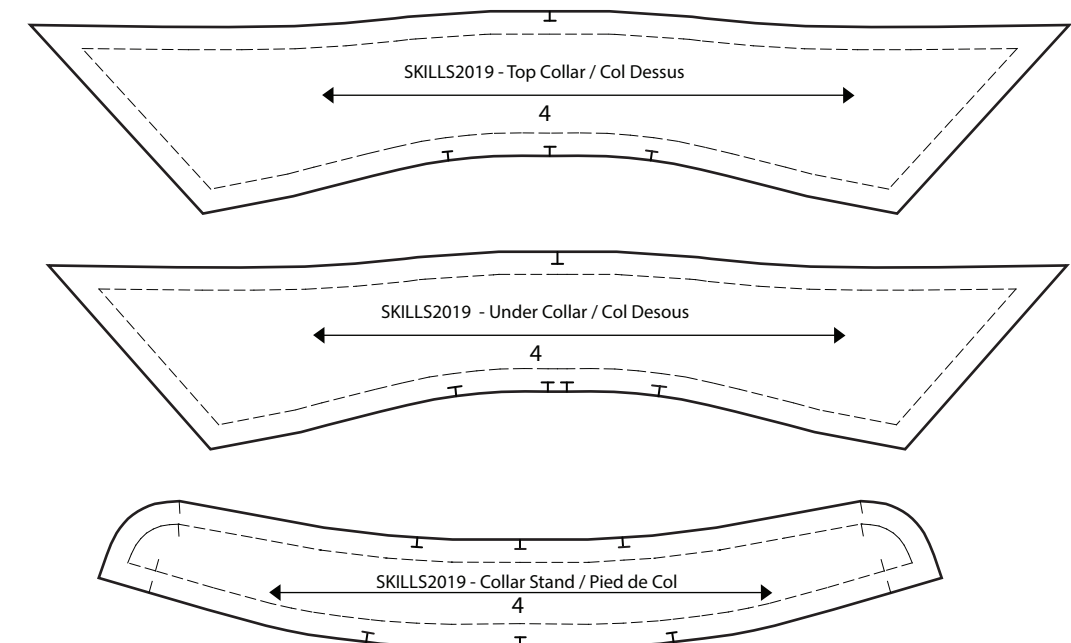 SKILLS2019 - Top Collar / Col Dessus
4
SKILLS2019 - Under Collar / Col Desous
4
SKILLS2019 - Collar Stand / Pied de Col
4